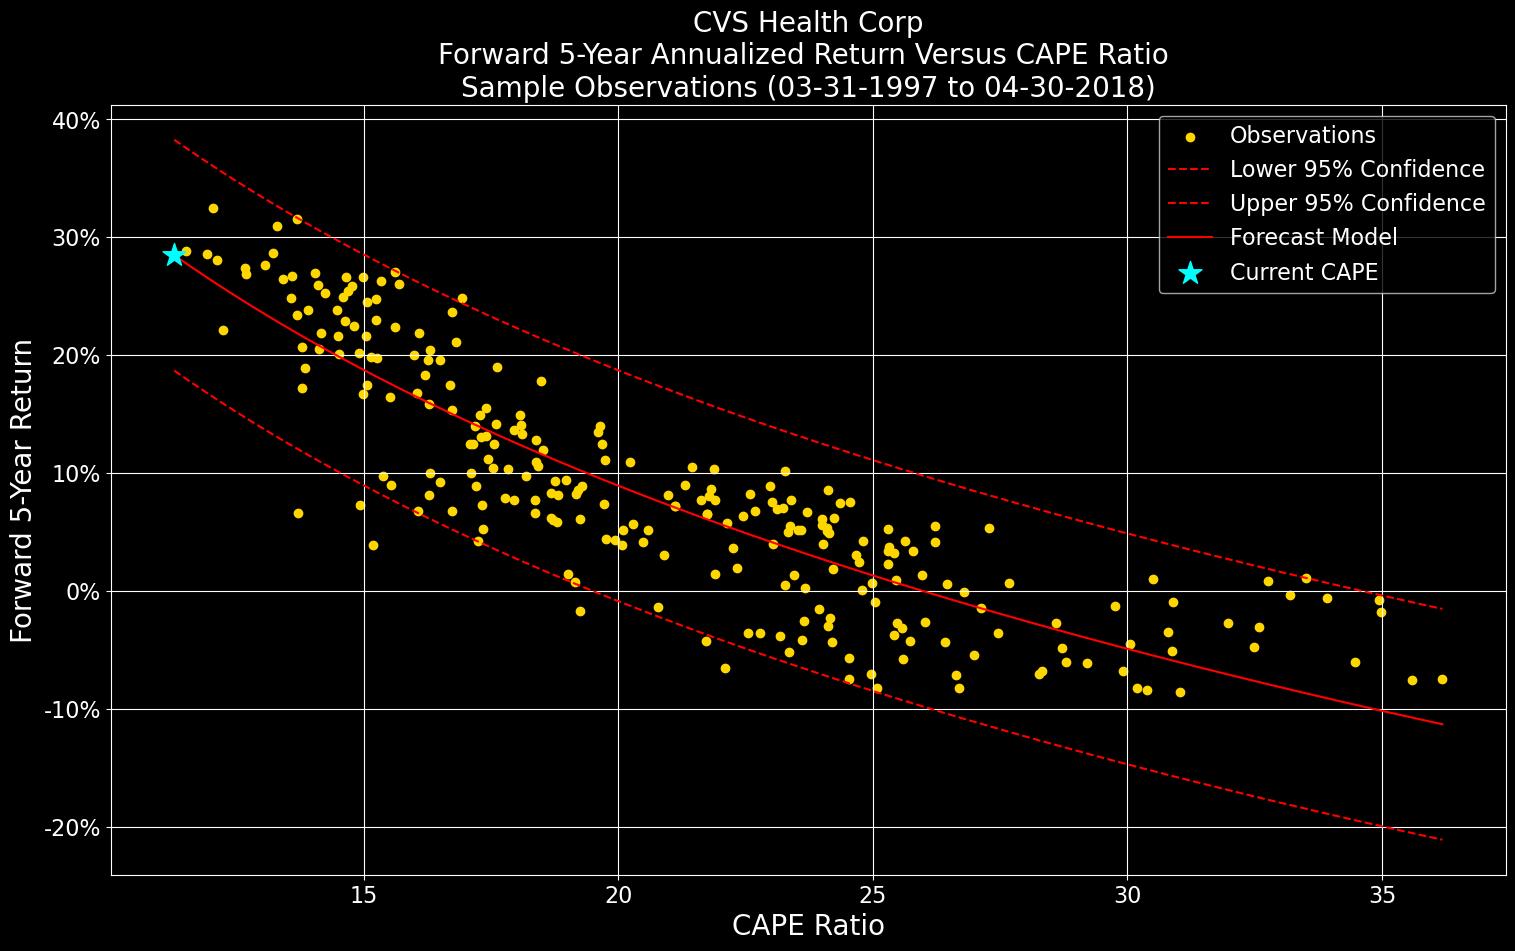 CVS Health Corp
Forward 5-Year Annualized Return Versus CAPE Ratio
Sample Observations (03-31-1997 to 04-30-2018)
Observations
Lower 95% Confidence
Upper 95% Confidence
Forecast Model
Current CAPE
Forward 5-Year Return
40%
30%
20%
10%
0%
-10%
-20%
15
20
25
30
35
CAPE Ratio